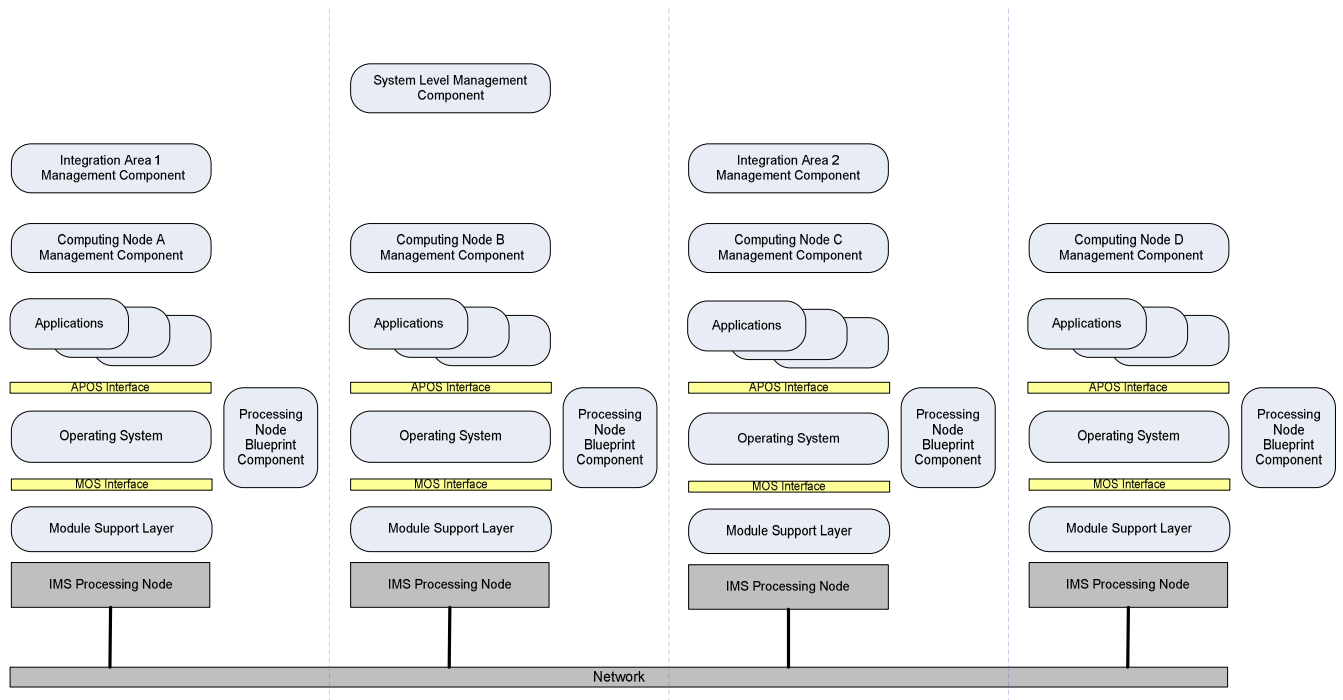 System Level Management
Component
Integration Area 1
Management Component
Integration Area 2
Management Component
Computing Node A
Management Component
Computing Node B
Management Component
Computing Node C
Management Component
Computing Node D
Management Component
Applications
Applications
Applications
Applications
APOS Interface
APOS Interface
APOS Interface
APOS Interface
Operating System
Processing
Node
Blueprint
Component
Operating System
Processing
Node
Blueprint
Component
Operating System
Processing
Node
Blueprint
Component
Operating System
Processing
Node
Blueprint
Component
MOS Interface
MOS Interface
MOS Interface
MOS Interface
Module Support Layer
Module Support Layer
Module Support Layer
Module Support Layer
IMS Processing Node
IMS Processing Node
IMS Processing Node
IMS Processing Node
Network